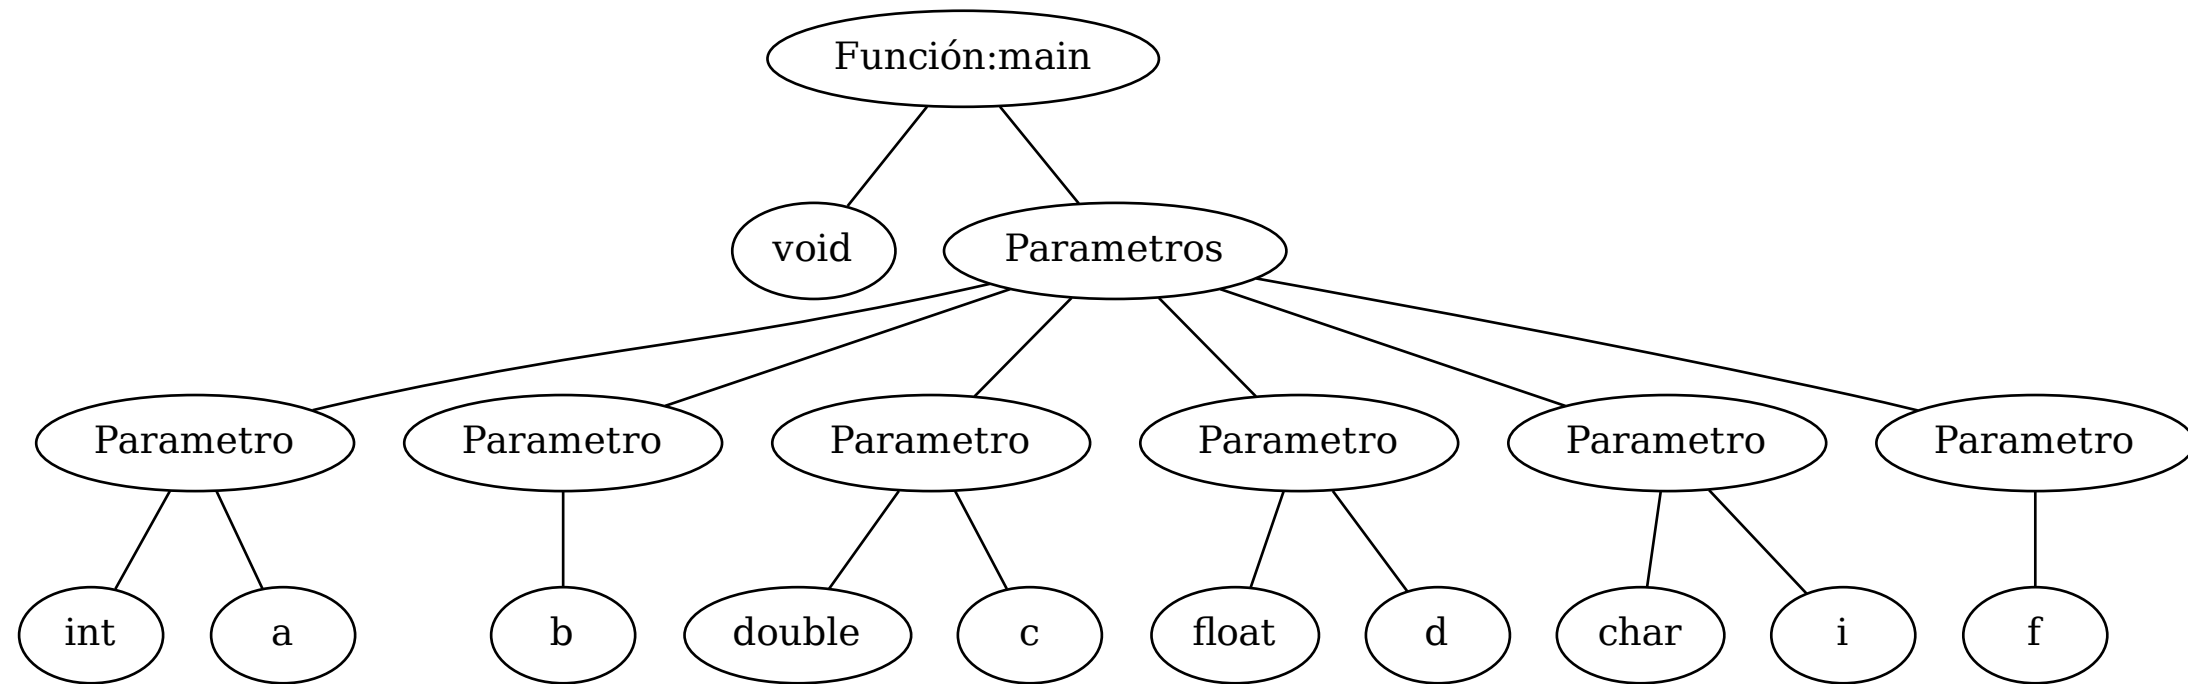 Función:main
void Parametros
Parametro Parametro Parametro Parametro Parametro Parametro
int a b double c float d char i f